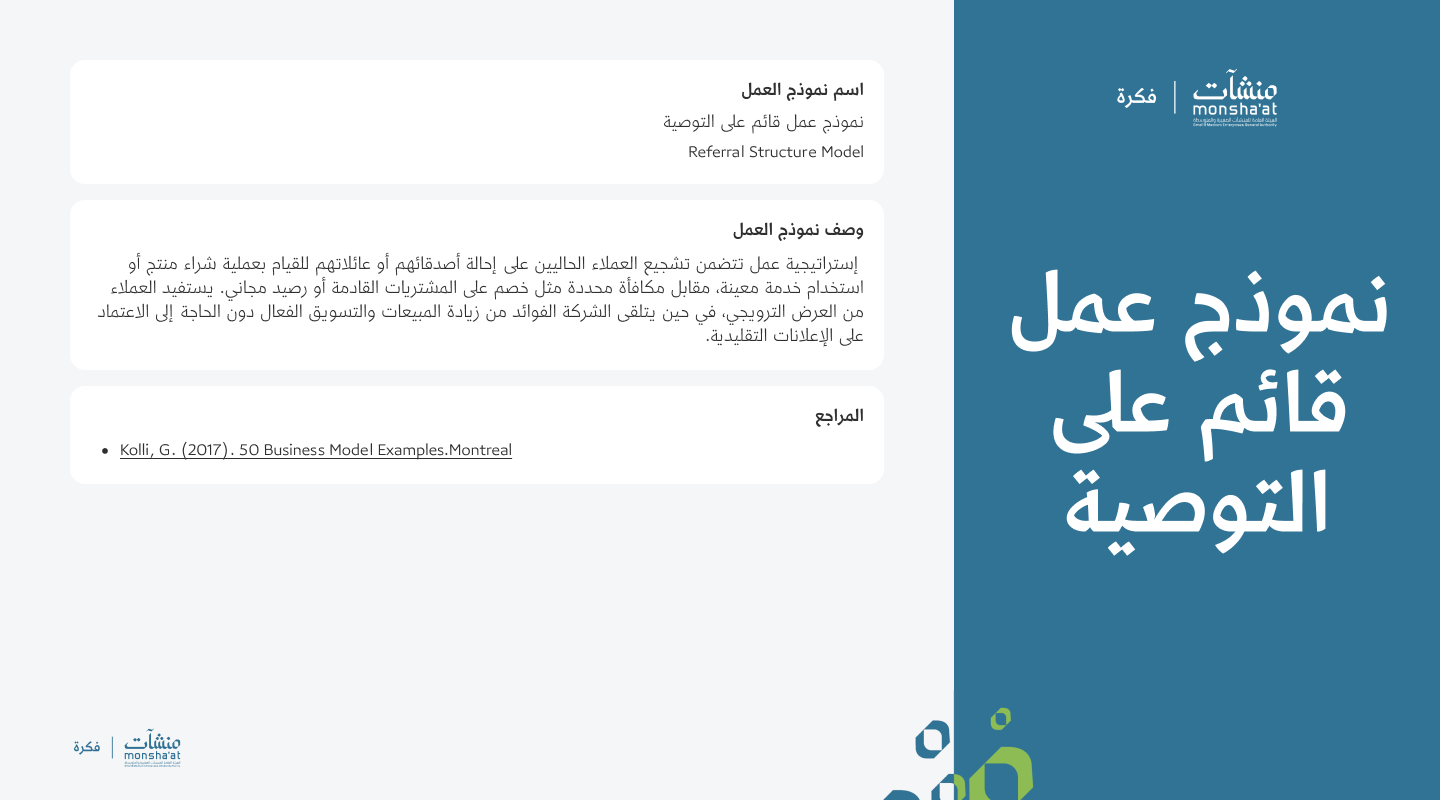 منشآت
monsha'at
الهيئة العامة للمنشآت الصغيرة والمتوسطة
Small & Medium Enterprises General Authority
فكرة
نموذج عمل
قائم على
التوصية
اسم نموذج العمل
نموذج عمل قائم على التوصية
Referral Structure Model
وصف نموذج العمل
إستراتيجية عمل تتضمن تشجيع العملاء الحاليين على إحالة أصدقائهم أو عائلاتهم للقيام بعملية شراء منتج أو
استخدام خدمة معينة، مقابل مكافأة محددة مثل خصم على المشتريات القادمة أو رصيد مجاني. يستفيد العملاء
من العرض الترويجي، في حين يتلقى الشركة الفوائد من زيادة المبيعات والتسويق الفعال دون الحاجة إلى الاعتماد
على الإعلانات التقليدية.
المراجع
• Kolli, G. (2017). 50 Business Model Examples.Montreal
منشآت
monsha'at
فكرة